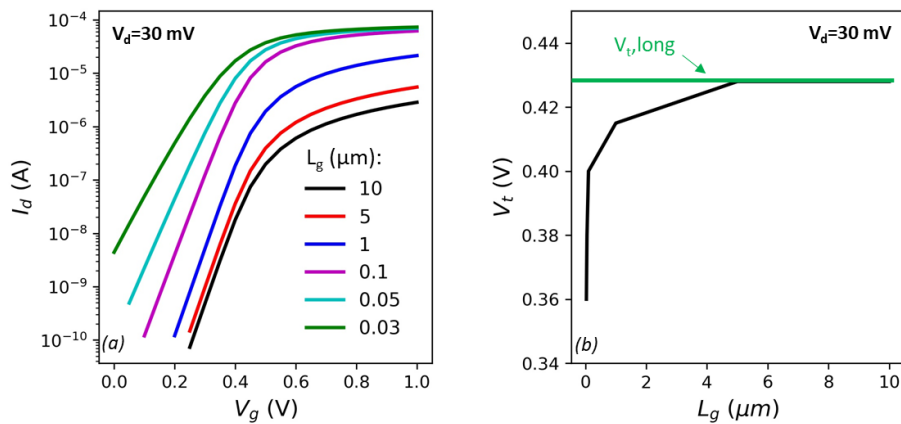 V_d=30 mV
10⁻⁴
10⁻⁵
10⁻⁶
10⁻⁷
10⁻⁸
10⁻⁹
10⁻¹⁰
I_d (A)
L_g (μm):
10
5
1
0.1
0.05
0.03
(a)
0.0 0.2 0.4 0.6 0.8 1.0
V_g (V)
V_d=30 mV
V_t,long
0.44
0.42
0.40
0.38
0.36
0.34
V_t (V)
(b)
0 2 4 6 8 10
L_g (μm)